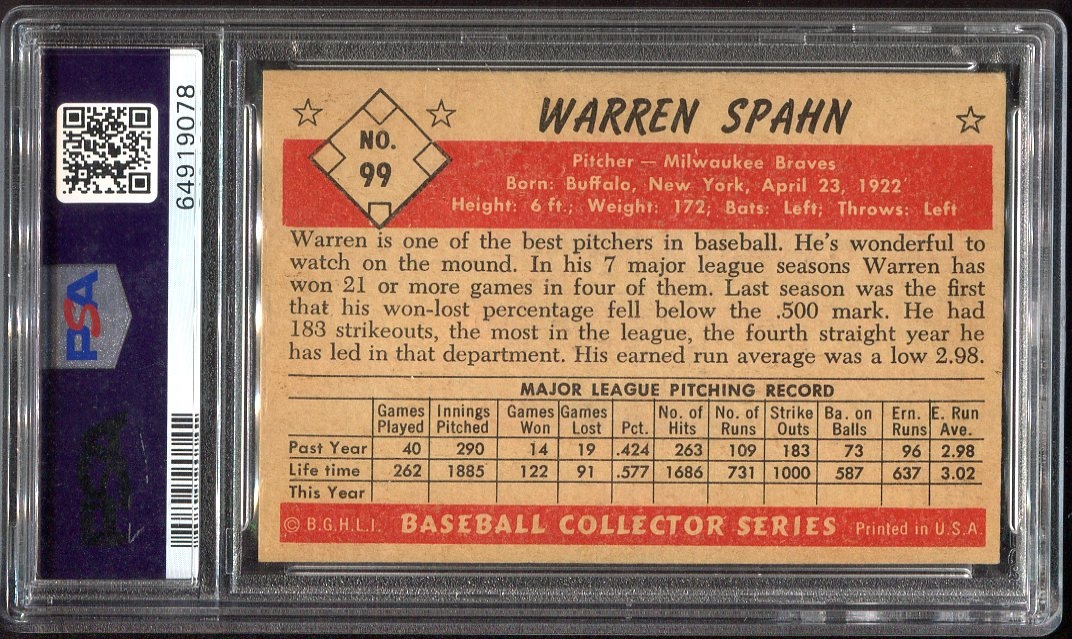 64919078
PSA
PSA
NO.
99
WARREN SPAHN
Pitcher — Milwaukee Braves
Born: Buffalo, New York, April 23, 1922
Height: 6 ft.; Weight: 172; Bats: Left; Throws: Left
Warren is one of the best pitchers in baseball. He's wonderful to
watch on the mound. In his 7 major league seasons Warren has
won 21 or more games in four of them. Last season was the first
that his won-lost percentage fell below the .500 mark. He had
183 strikeouts, the most in the league, the fourth straight year he
has led in that department. His earned run average was a low 2.98.
MAJOR LEAGUE PITCHING RECORD
Games Played Innings Pitched Games Won Games Lost Pct. No. of Hits No. of Runs Strike Outs Ba. on Balls Ern. Runs E. Run Ave.
Past Year 40 290 14 19 .424 263 109 183 73 96 2.98
Life time 262 1885 122 91 .577 1686 731 1000 587 637 3.02
This Year
© B.G.H.L.I. BASEBALL COLLECTOR SERIES Printed in U.S.A